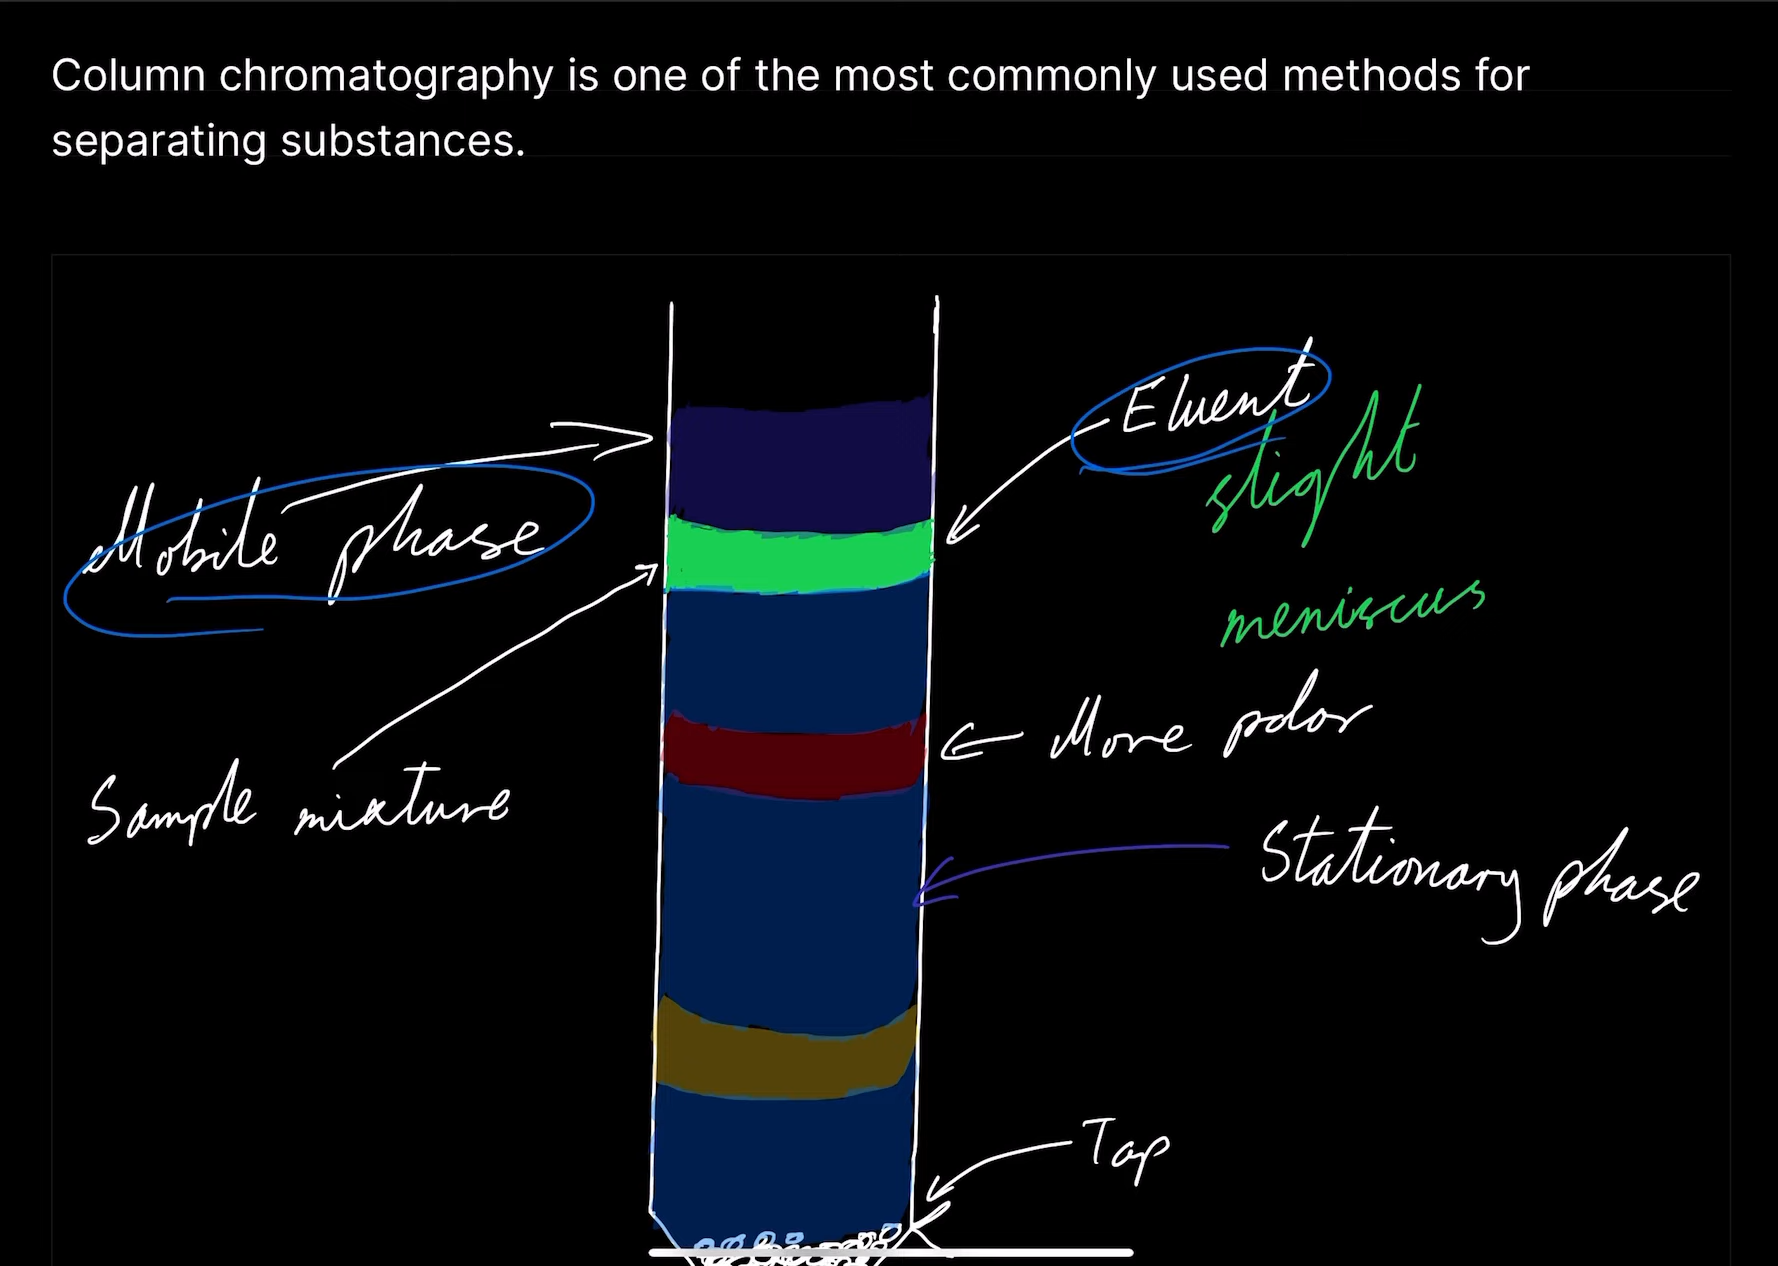 Column chromatography is one of the most commonly used methods for
separating substances.
Eluent
slight
Mobile phase
meniscus
More polar
Sample mixture
Stationary phase
Tap